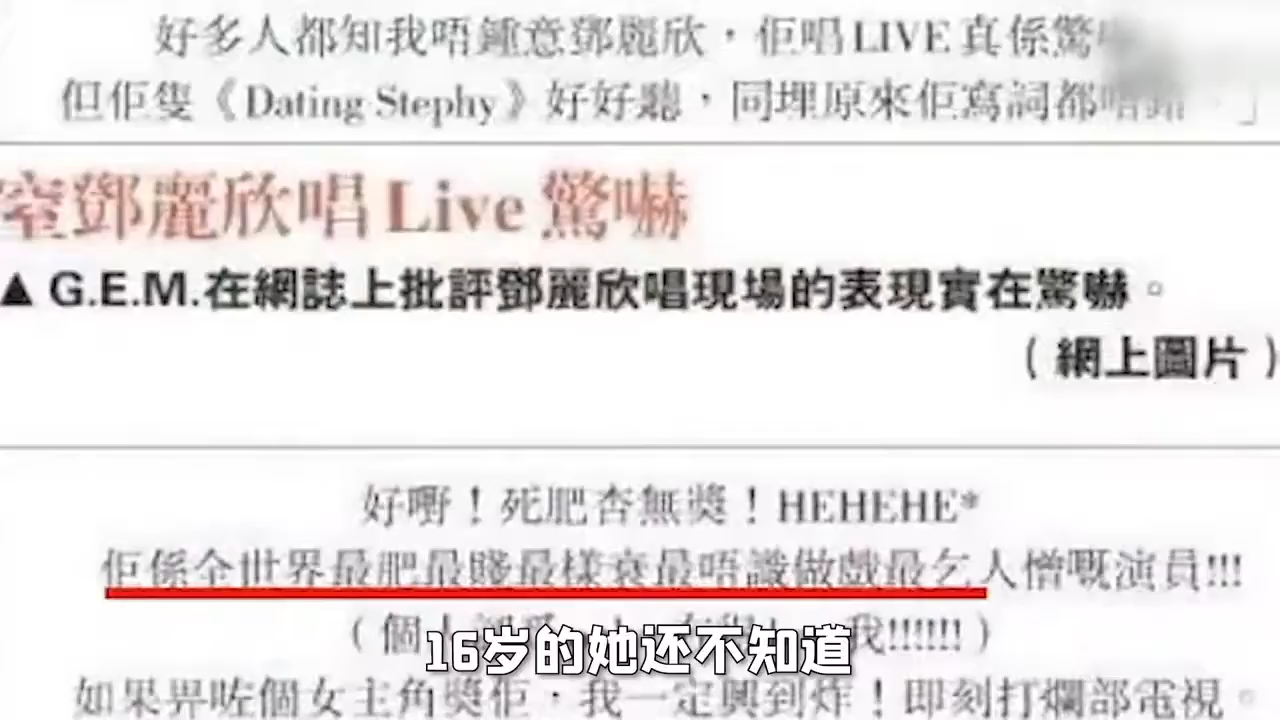 好多人都知我唔鍾意鄧麗欣，佢唱LIVE真係驚
但佢隻《Dating Stephy》好好聽，同埋原來佢寫詞都唔錯。」
窒鄧麗欣唱Live驚嚇
▲G.E.M.在網誌上批評鄧麗欣唱現場的表現實在驚嚇。
（網上圖片）
好嘢！死肥杏無獎！HEHEHE*
佢係全世界最肥最賤最樣衰最唔識做戲最乞人憎嘅演員!!!
（個人
我!!!!!!）
16岁的她还不知道
如果畀咗個女主角獎佢，我一定興到炸！即刻打爛部電視。